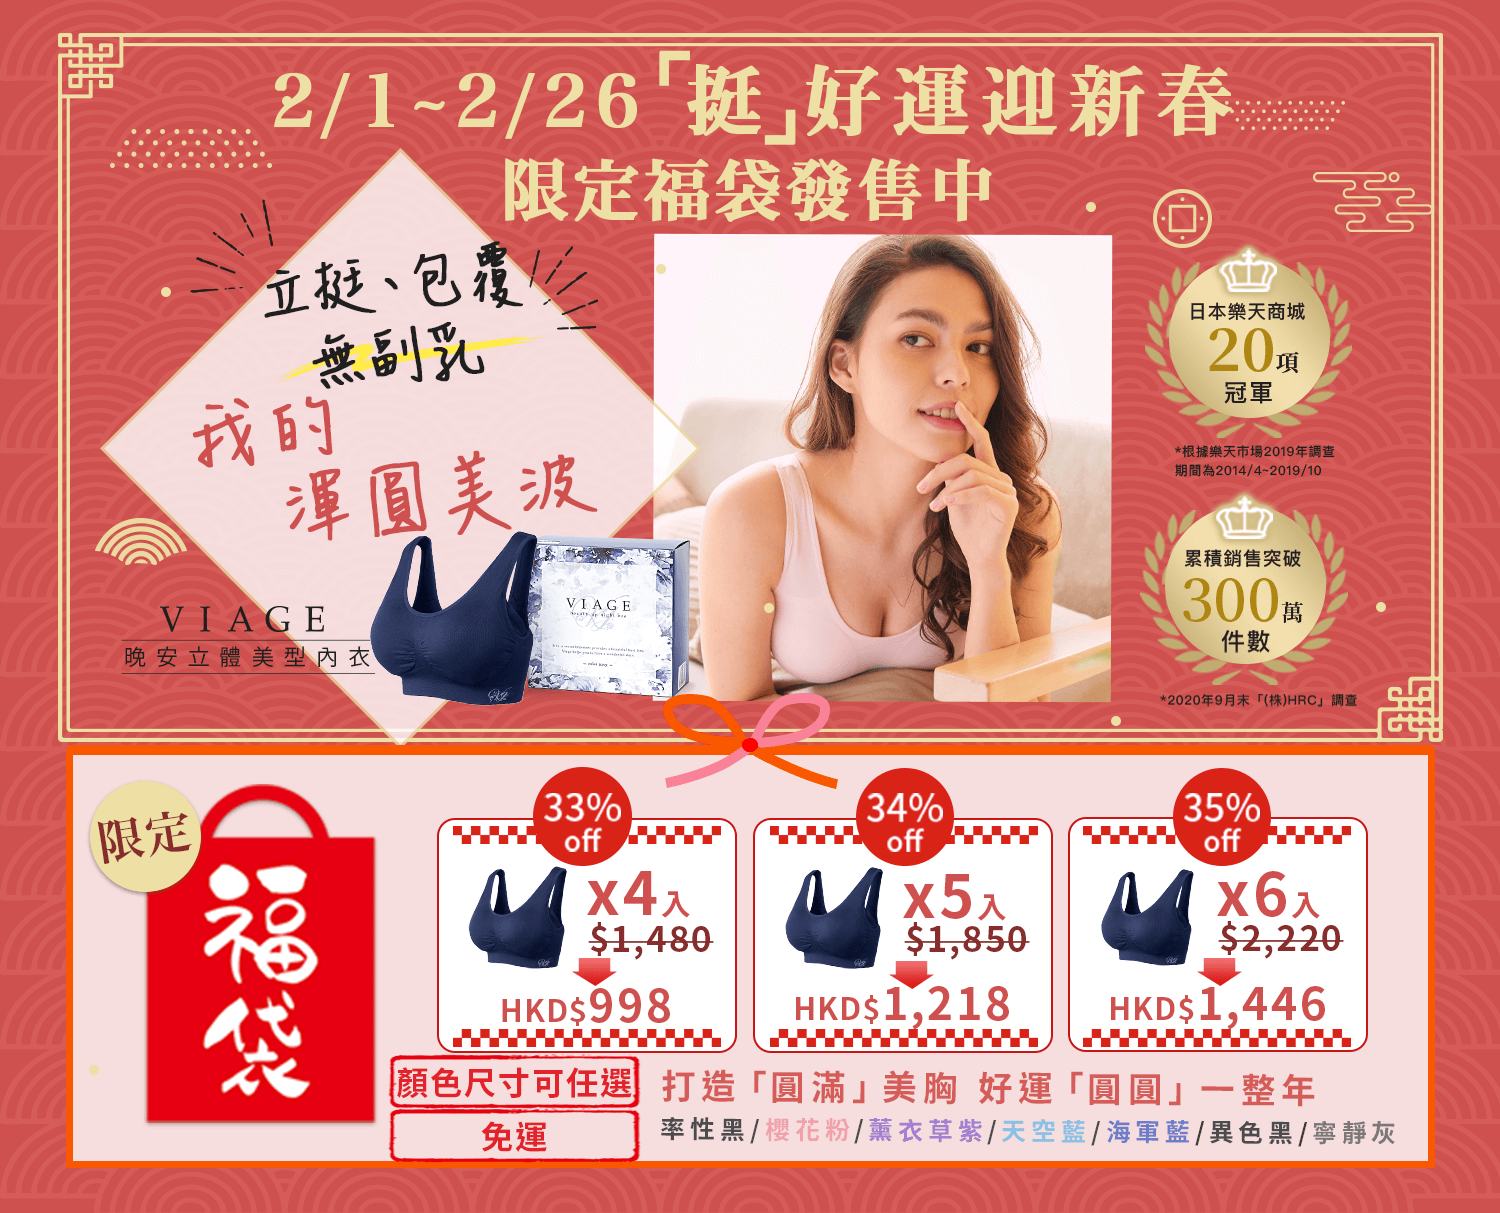 2/1~2/26「挺」好運迎新春
限定福袋發售中
立挺、包覆
無副乳
我的
渾圓美波
VIAGE
晚安立體美型內衣
VIAGE
日本樂天商城
20項
冠軍
*根據樂天市場2019年調查
期間為2014/4~2019/10
累積銷售突破
300萬
件數
*2020年9月末「(株)HRC」調查
限定
福袋
33%
off
x4入
$1,480
HKD$998
34%
off
x5入
$1,850
HKD$1,218
35%
off
x6入
$2,220
HKD$1,446
顏色尺寸可任選
免運
打造「圓滿」美胸 好運「圓圓」一整年
率性黑/櫻花粉/薰衣草紫/天空藍/海軍藍/異色黑/寧靜灰